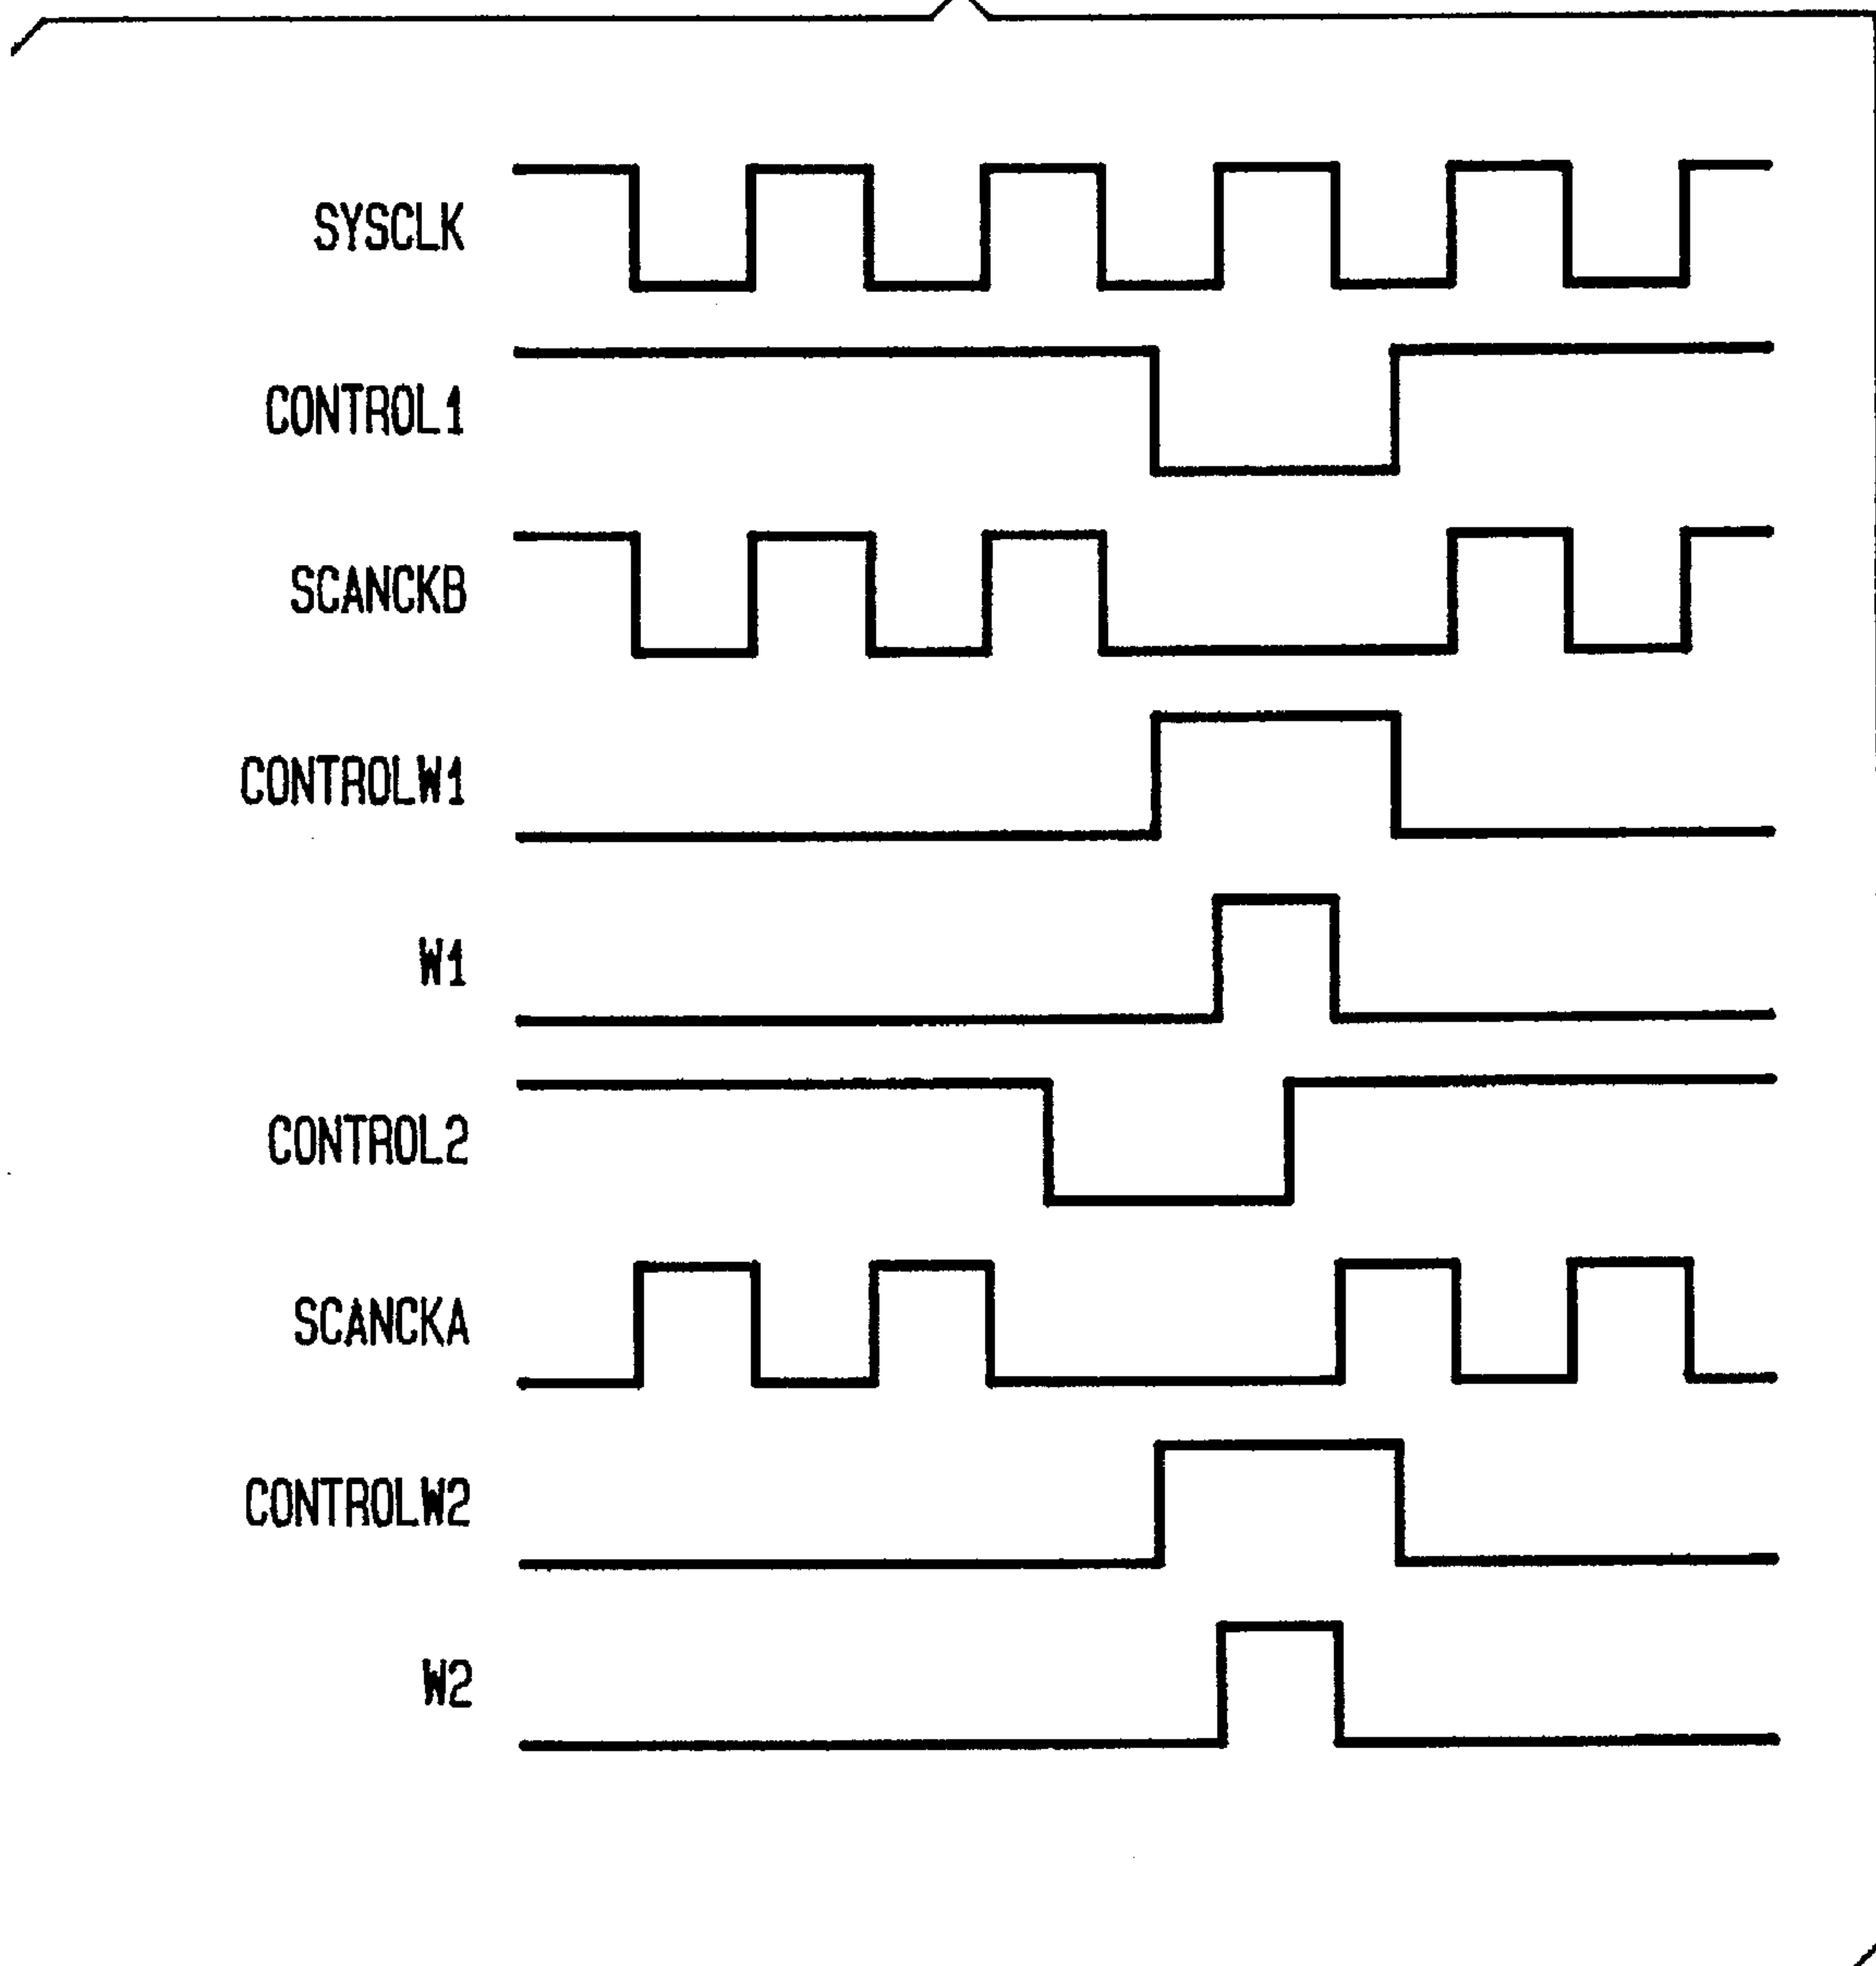 SYSCLK
CONTROL1
SCANCKB
CONTROLW1
W1
CONTROL2
SCANCKA
CONTROLW2
W2